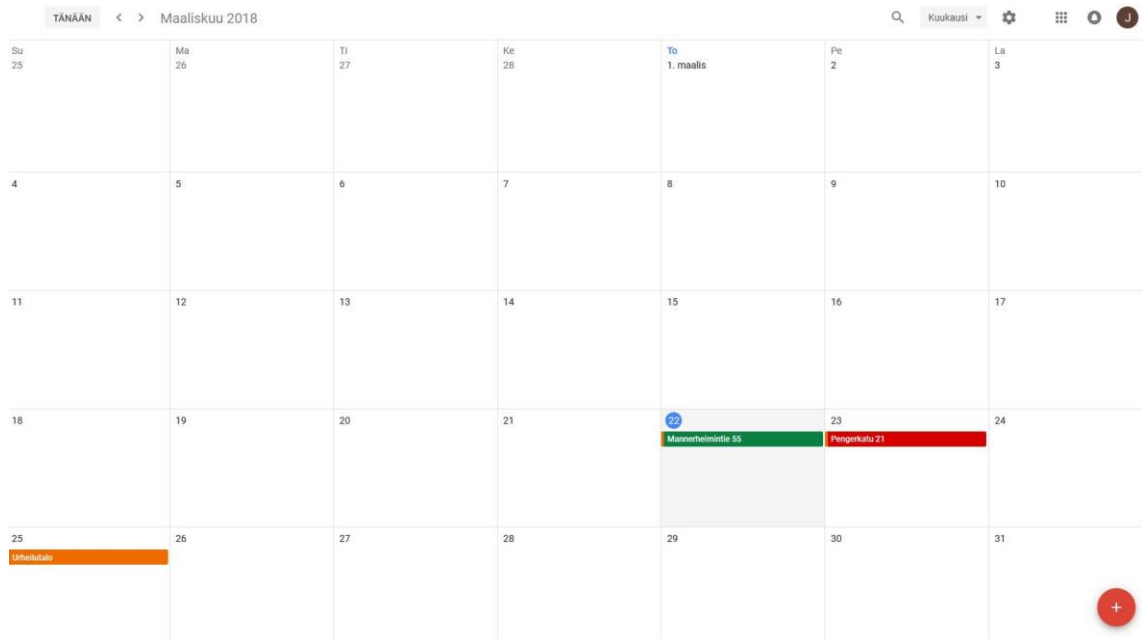 TÄNÄÄN < > Maaliskuu 2018 Kuukausi J
Su Ma Ti Ke To Pe La
25 26 27 28 1. maalis 2 3
4 5 6 7 8 9 10
11 12 13 14 15 16 17
18 19 20 21 22 23 24
Mannerheimintie 55 Pengerkatu 21
25 26 27 28 29 30 31
Urheilutalo
+